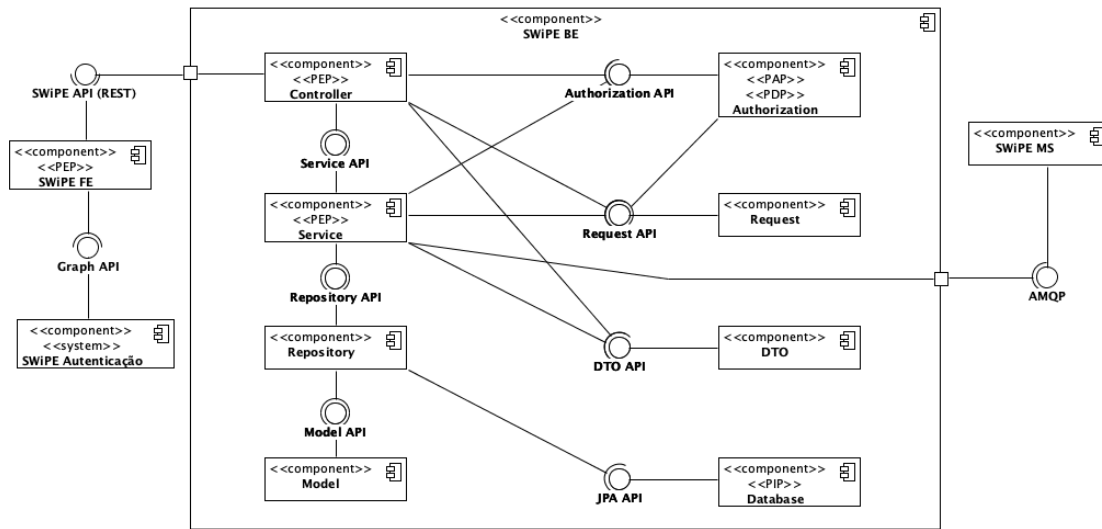 <<component>>
SWiPE BE
<<component>>
<<PEP>>
Controller
<<component>>
<<PAP>>
<<PDP>>
Authorization
SWiPE API (REST)
Authorization API
<<component>>
<<PEP>>
SWiPE FE
Service API
<<component>>
SWiPE MS
<<component>>
<<PEP>>
Service
<<component>>
Request
Request API
Graph API
Repository API
AMQP
<<component>>
<<system>>
SWiPE Autenticação
<<component>>
Repository
<<component>>
DTO
DTO API
Model API
<<component>>
Model
<<component>>
<<PIP>>
Database
JPA API